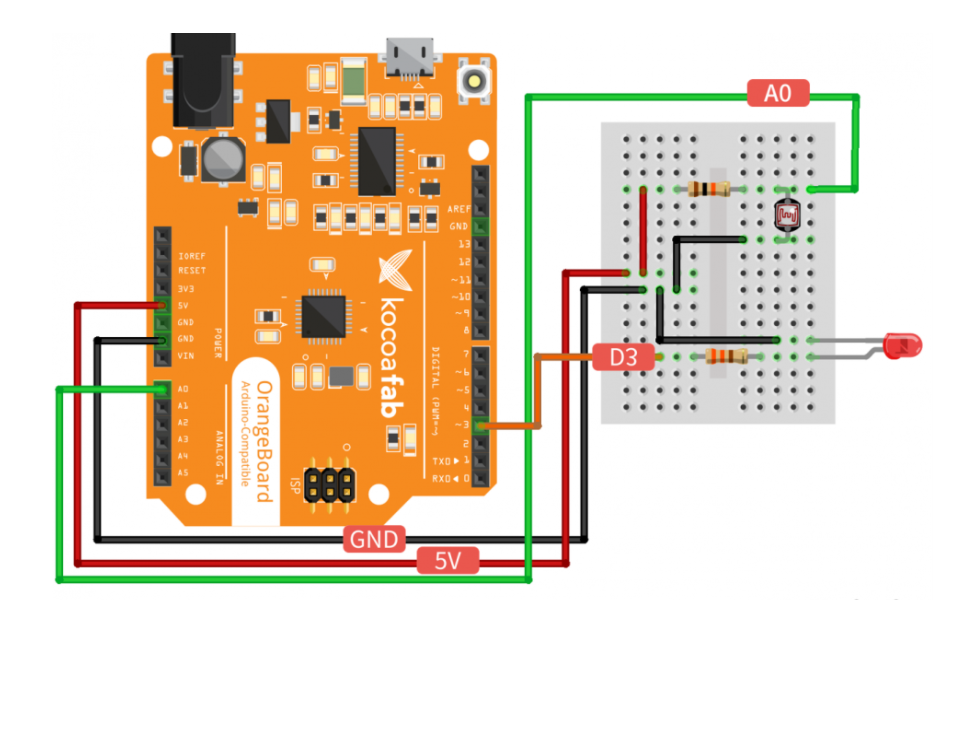 A0
AREF
GND
13
12
~11
~10
~9
8
7
~6
~5
4
~3
2
TXD▶1
RXD◀0
DIGITAL (PWM=~)
IOREF
RESET
3V3
5V
GND
GND
VIN
POWER
A0
A1
A2
A3
A4
A5
ANALOG IN
kocoafab
OrangeBoard
Arduino-Compatible
ISP
D3
GND
5V